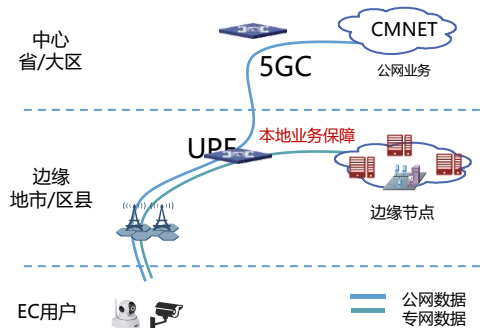 中心
省/大区
CMNET
5GC
公网业务
UPF
本地业务保障
边缘
地市/区县
边缘节点
EC用户
公网数据
专网数据